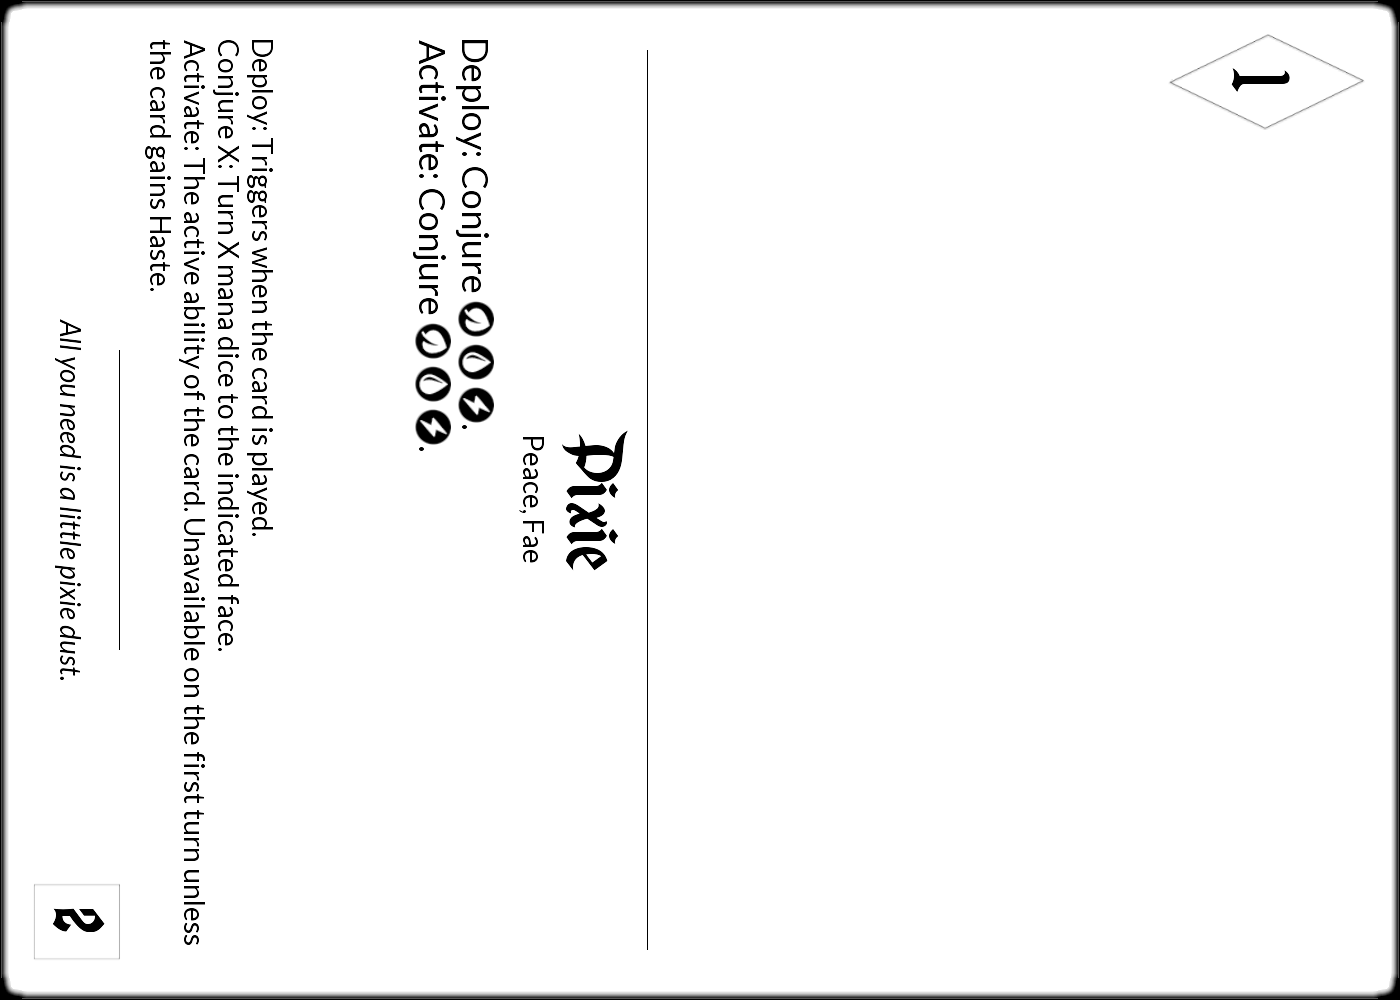 1
Pixie
Peace, Fae
Deploy: Conjure .
Activate: Conjure .
Deploy: Triggers when the card is played.
Conjure X: Turn X mana dice to the indicated face.
Activate: The active ability of the card. Unavailable on the first turn unless
the card gains Haste.
All you need is a little pixie dust.
2